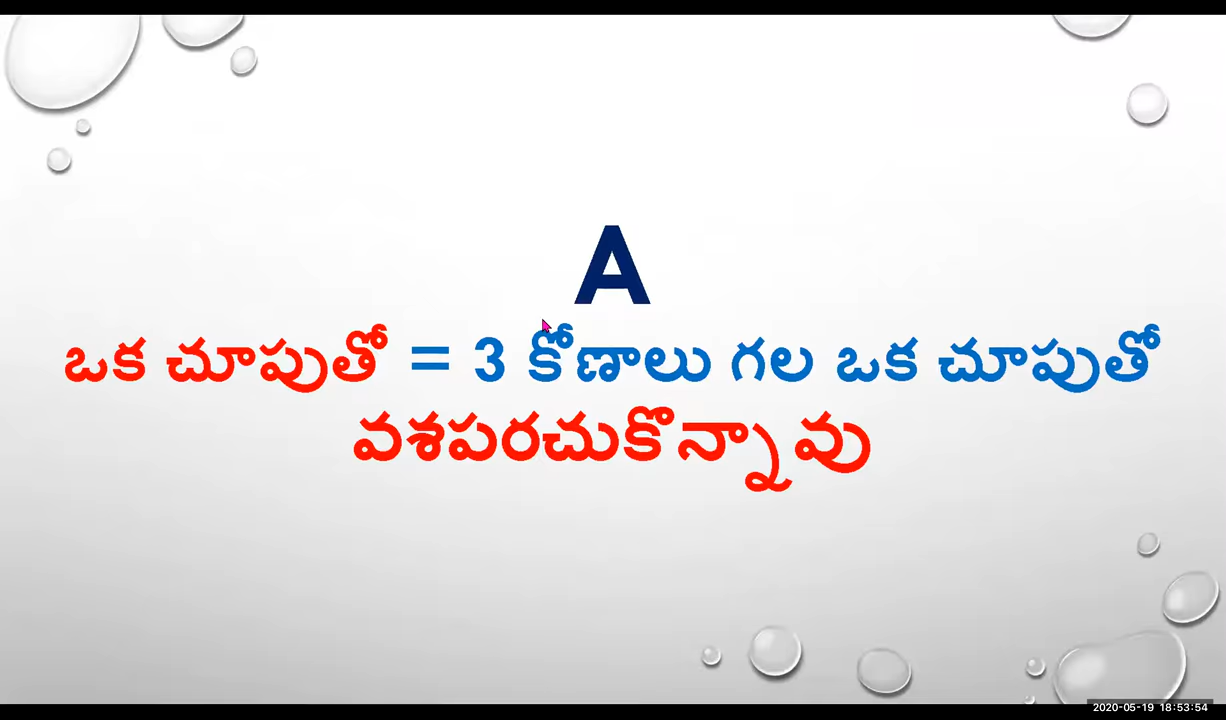 A
ఒక చూపుతో = 3 కోణాలు గల ఒక చూపుతో
వశపరచుకొన్నావు
2020-05-19 18:53:54